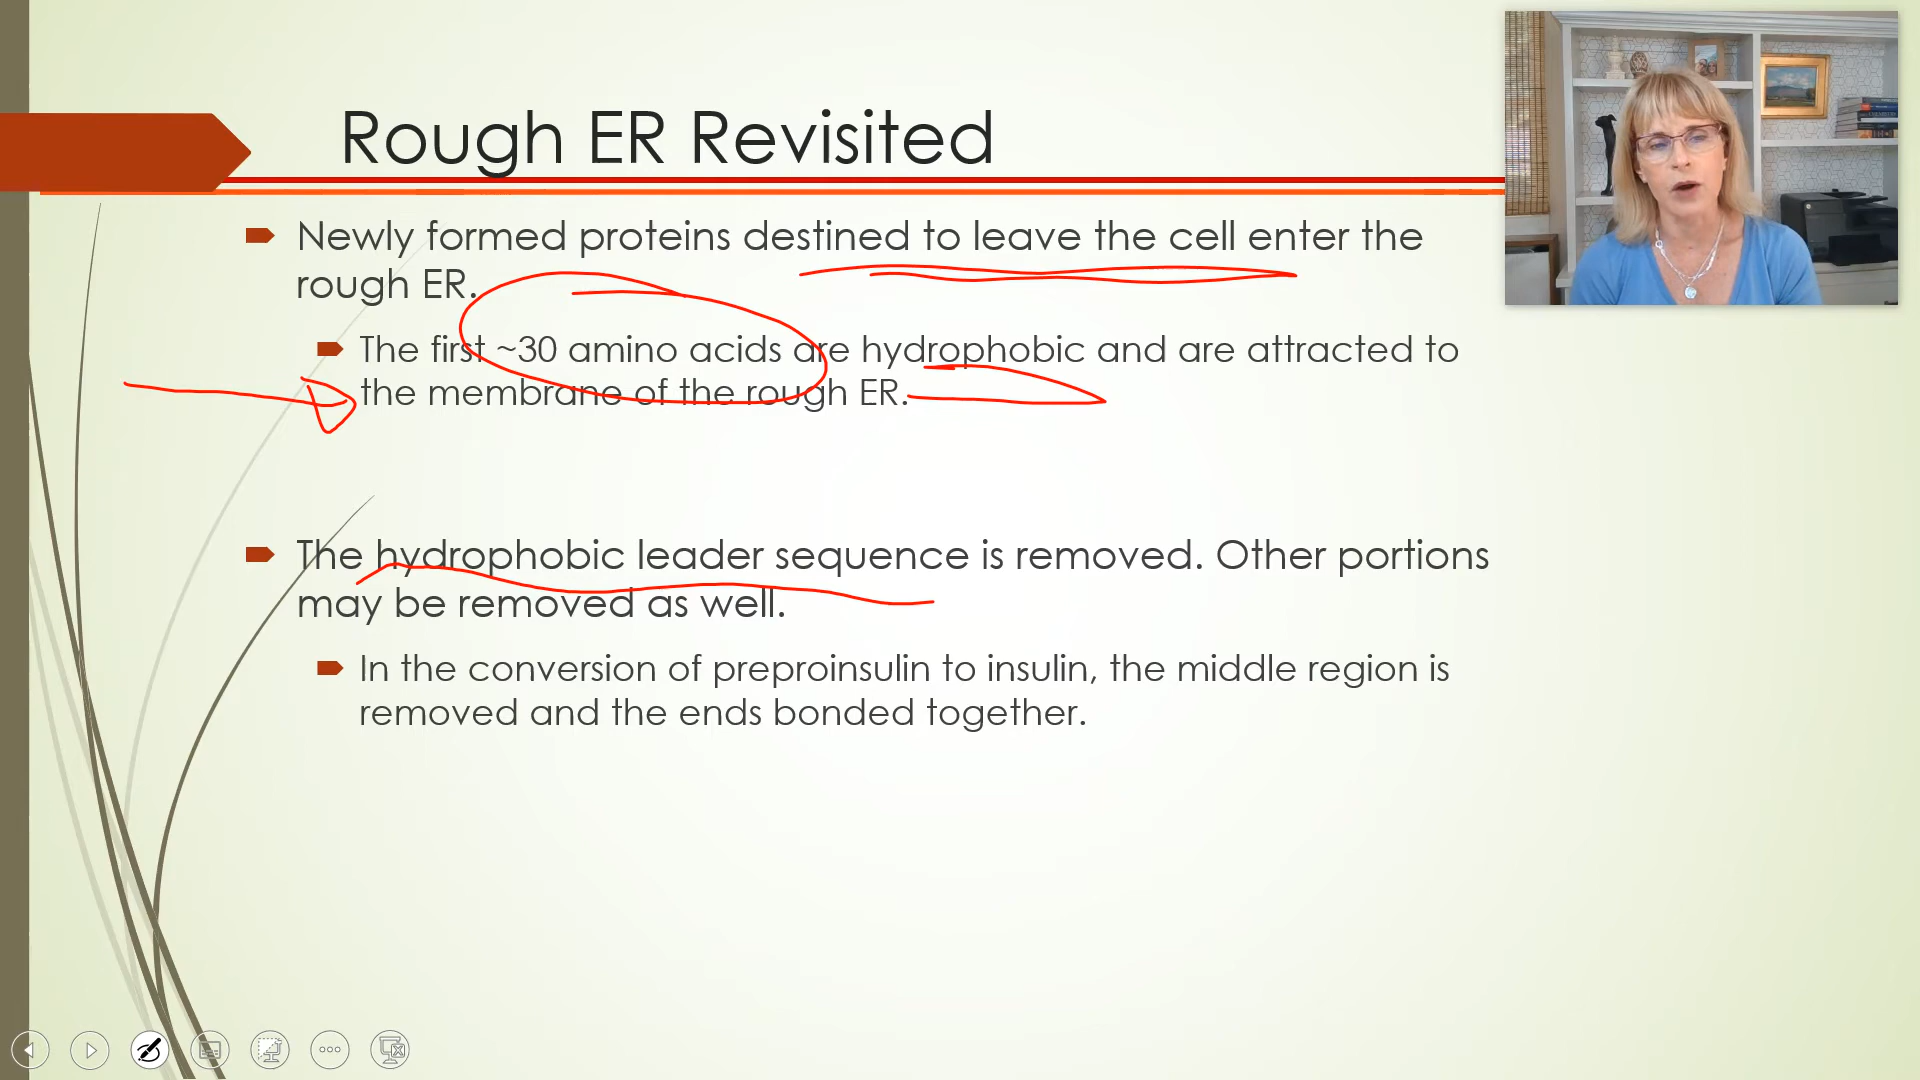 Rough ER Revisited
Newly formed proteins destined to leave the cell enter the
rough ER.
The first ~30 amino acids are hydrophobic and are attracted to
the membrane of the rough ER.
The hydrophobic leader sequence is removed. Other portions
may be removed as well.
In the conversion of preproinsulin to insulin, the middle region is
removed and the ends bonded together.